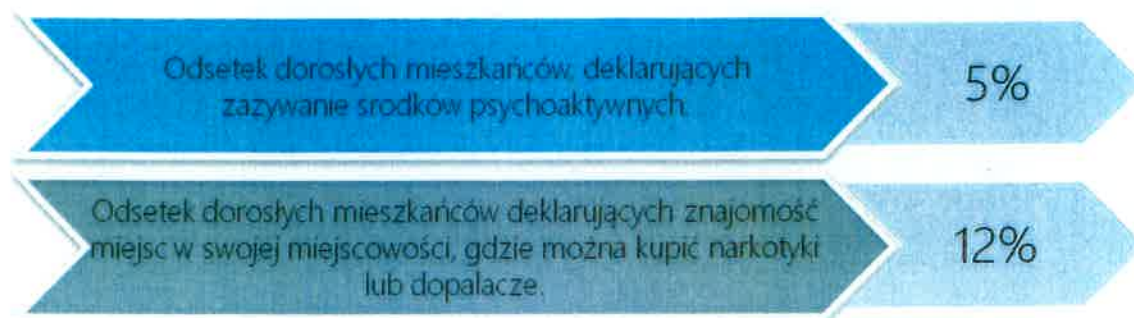 Odsetek dorosłych mieszkańców, deklarujących
zażywanie środków psychoaktywnych.
5%
Odsetek dorosłych mieszkańców deklarujących znajomość
miejsc w swojej miejscowości, gdzie można kupić narkotyki
lub dopalacze.
12%